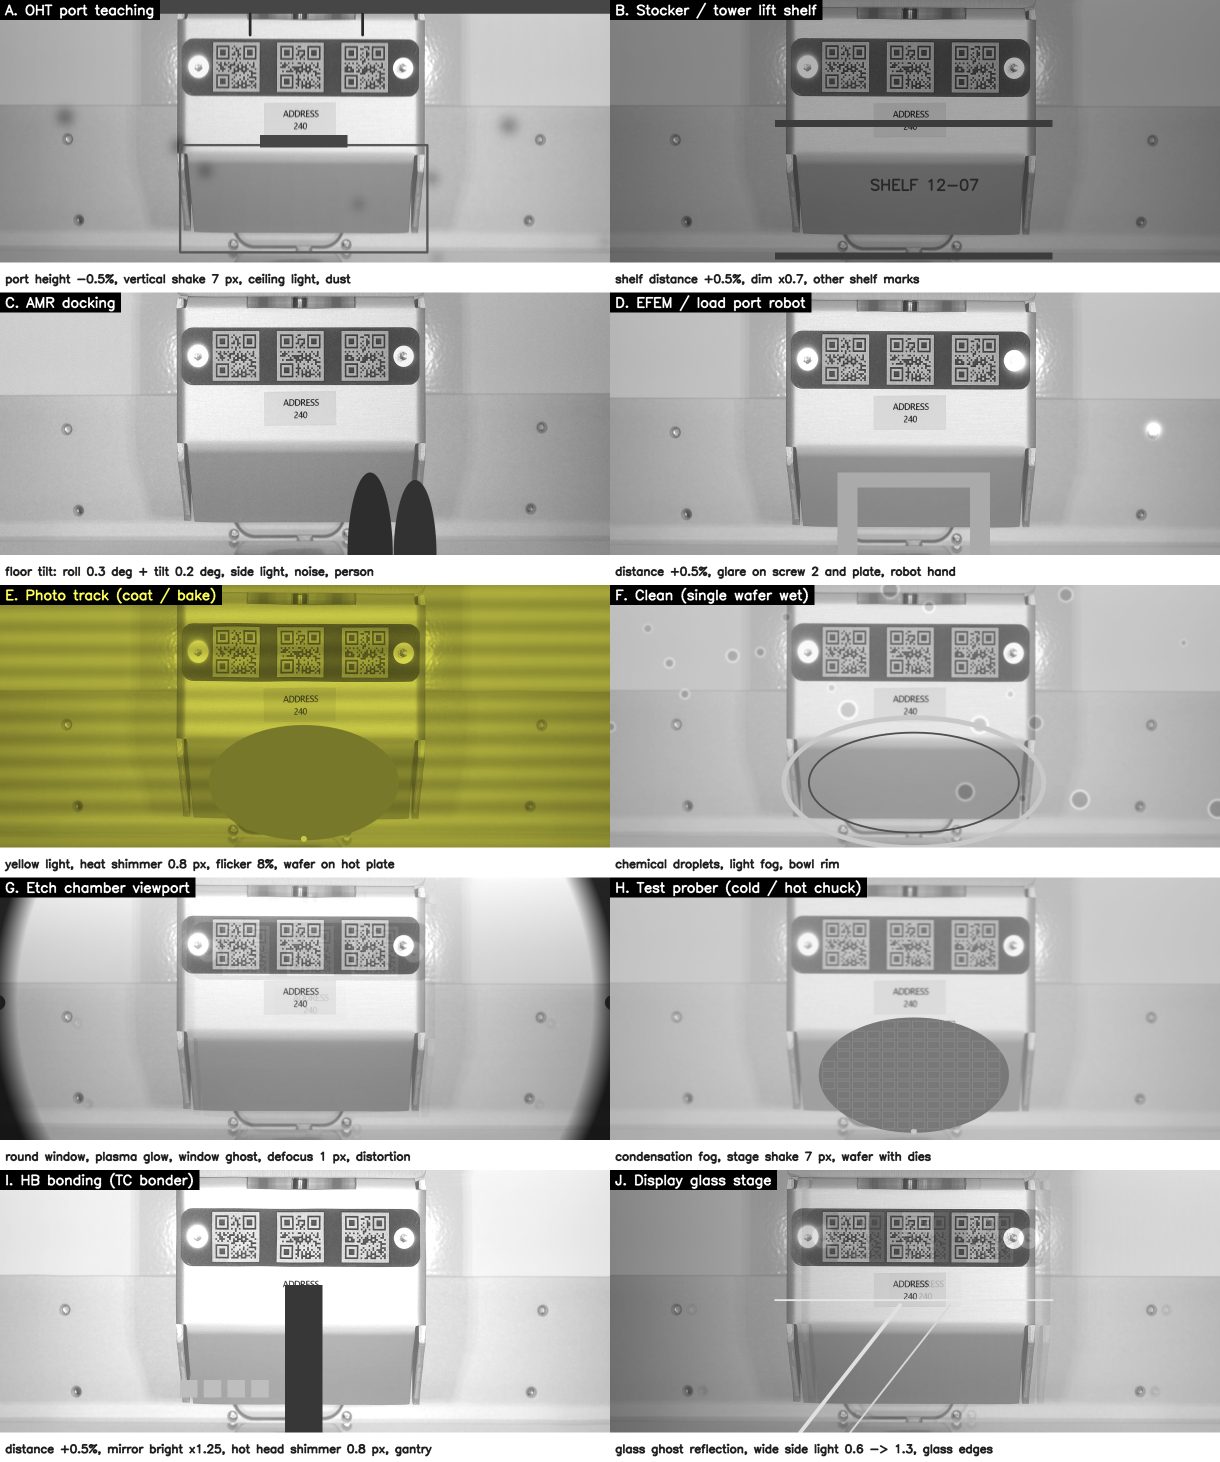 A. OHT port teaching
ADDRESS
240
port height −0.5%, vertical shake 7 px, ceiling light, dust
B. Stocker / tower lift shelf
ADDRESS
240
SHELF 12−07
shelf distance +0.5%, dim x0.7, other shelf marks
C. AMR docking
ADDRESS
240
floor tilt: roll 0.3 deg + tilt 0.2 deg, side light, noise, person
D. EFEM / load port robot
ADDRESS
240
distance +0.5%, glare on screw 2 and plate, robot hand
E. Photo track (coat / bake)
ADDRESS
240
yellow light, heat shimmer 0.8 px, flicker 8%, wafer on hot plate
F. Clean (single wafer wet)
ADDRESS
240
chemical droplets, light fog, bowl rim
G. Etch chamber viewport
ADDRESS
240
round window, plasma glow, window ghost, defocus 1 px, distortion
H. Test prober (cold / hot chuck)
ADDRESS
240
condensation fog, stage shake 7 px, wafer with dies
I. HB bonding (TC bonder)
ADDRESS
distance +0.5%, mirror bright x1.25, hot head shimmer 0.8 px, gantry
J. Display glass stage
ADDRESS
240
glass ghost reflection, wide side light 0.6 −> 1.3, glass edges